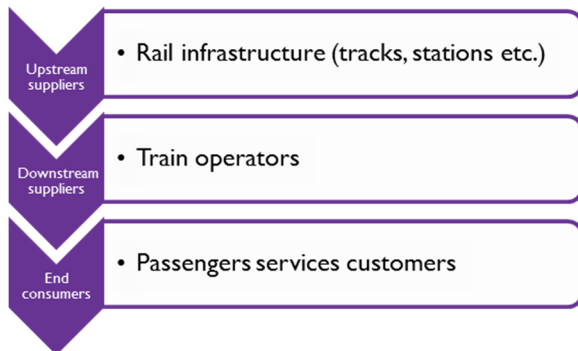 Upstream
suppliers
• Rail infrastructure (tracks, stations etc.)
Downstream
suppliers
• Train operators
End
consumers
• Passengers services customers